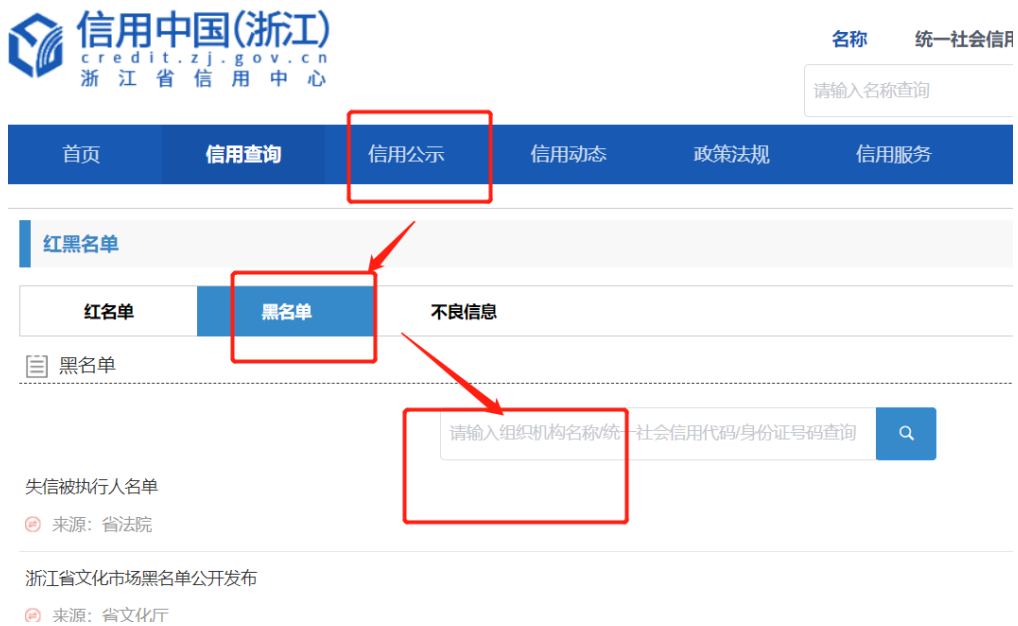 信用中国(浙江)
credit.zj.gov.cn
浙江省信用中心
名称 统一社会信用
请输入名称查询
首页 信用查询 信用公示 信用动态 政策法规 信用服务
红黑名单
红名单 黑名单 不良信息
黑名单
请输入组织机构名称/统一社会信用代码/身份证号码查询
失信被执行人名单
来源：省法院
浙江省文化市场黑名单公开发布
来源：省文化厅